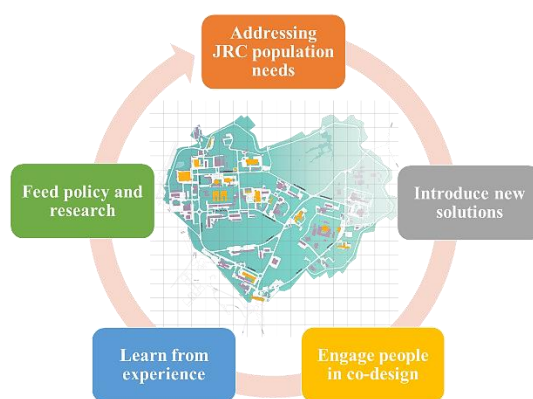 Addressing
JRC population
needs
Introduce new
solutions
Engage people
in co-design
Learn from
experience
Feed policy and
research